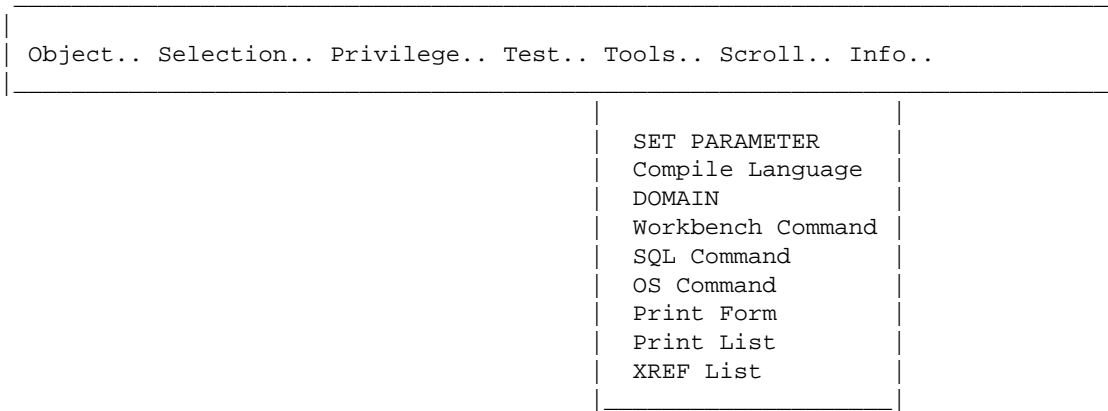 Object.. Selection.. Privilege.. Test.. Tools.. Scroll.. Info..
SET PARAMETER
Compile Language
DOMAIN
Workbench Command
SQL Command
OS Command
Print Form
Print List
XREF List